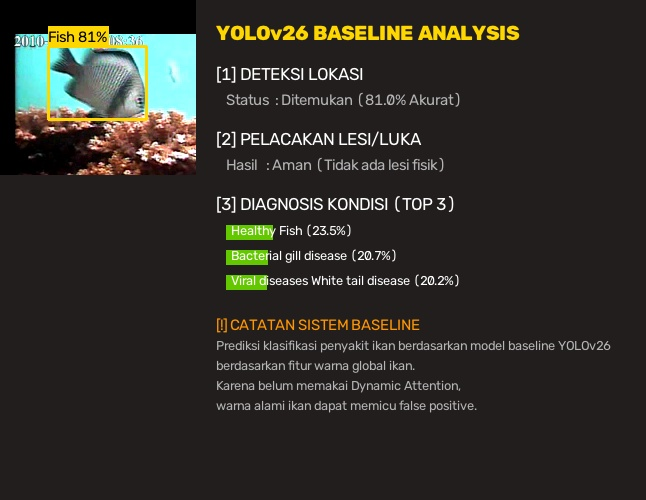 2010-
Fish 81%
08:36
YOLOv26 BASELINE ANALYSIS
[1] DETEKSI LOKASI
Status : Ditemukan (81.0% Akurat)
[2] PELACAKAN LESI/LUKA
Hasil : Aman (Tidak ada lesi fisik)
[3] DIAGNOSIS KONDISI (TOP 3)
Healthy Fish (23.5%)
Bacterial gill disease (20.7%)
Viral diseases White tail disease (20.2%)
[!] CATATAN SISTEM BASELINE
Prediksi klasifikasi penyakit ikan berdasarkan model baseline YOLOv26
berdasarkan fitur warna global ikan.
Karena belum memakai Dynamic Attention,
warna alami ikan dapat memicu false positive.